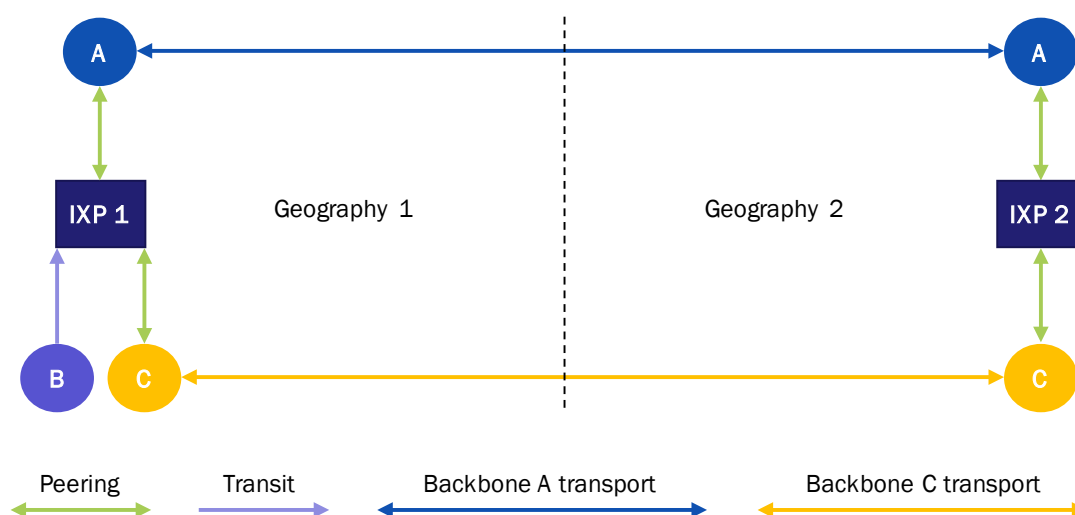 A
A
IXP 1
Geography 1
Geography 2
IXP 2
B
C
C
Peering
Transit
Backbone A transport
Backbone C transport